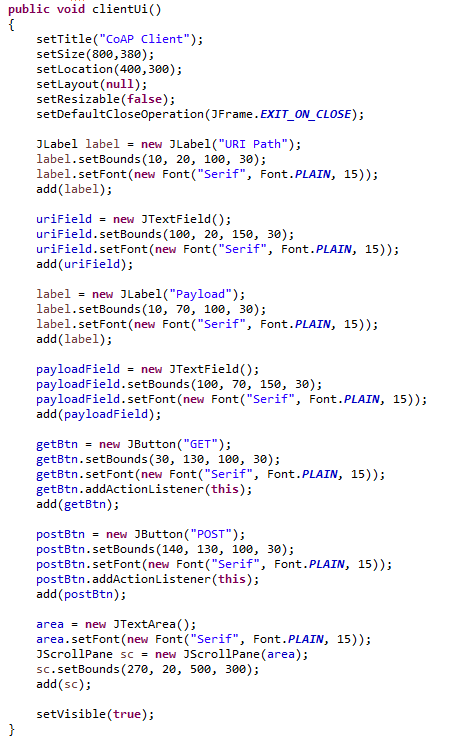 public void clientUi()
{
    setTitle("CoAP Client");
    setSize(800,380);
    setLocation(400,300);
    setLayout(null);
    setResizable(false);
    setDefaultCloseOperation(JFrame.EXIT_ON_CLOSE);

    JLabel label = new JLabel("URI Path");
    label.setBounds(10, 20, 100, 30);
    label.setFont(new Font("Serif", Font.PLAIN, 15));
    add(label);

    uriField = new JTextField();
    uriField.setBounds(100, 20, 150, 30);
    uriField.setFont(new Font("Serif", Font.PLAIN, 15));
    add(uriField);

    label = new JLabel("Payload");
    label.setBounds(10, 70, 100, 30);
    label.setFont(new Font("Serif", Font.PLAIN, 15));
    add(label);

    payloadField = new JTextField();
    payloadField.setBounds(100, 70, 150, 30);
    payloadField.setFont(new Font("Serif", Font.PLAIN, 15));
    add(payloadField);

    getBtn = new JButton("GET");
    getBtn.setBounds(30, 130, 100, 30);
    getBtn.setFont(new Font("Serif", Font.PLAIN, 15));
    getBtn.addActionListener(this);
    add(getBtn);

    postBtn = new JButton("POST");
    postBtn.setBounds(140, 130, 100, 30);
    postBtn.setFont(new Font("Serif", Font.PLAIN, 15));
    postBtn.addActionListener(this);
    add(postBtn);

    area = new JTextArea();
    area.setFont(new Font("Serif", Font.PLAIN, 15));
    JScrollPane sc = new JScrollPane(area);
    sc.setBounds(270, 20, 500, 300);
    add(sc);

    setVisible(true);
}